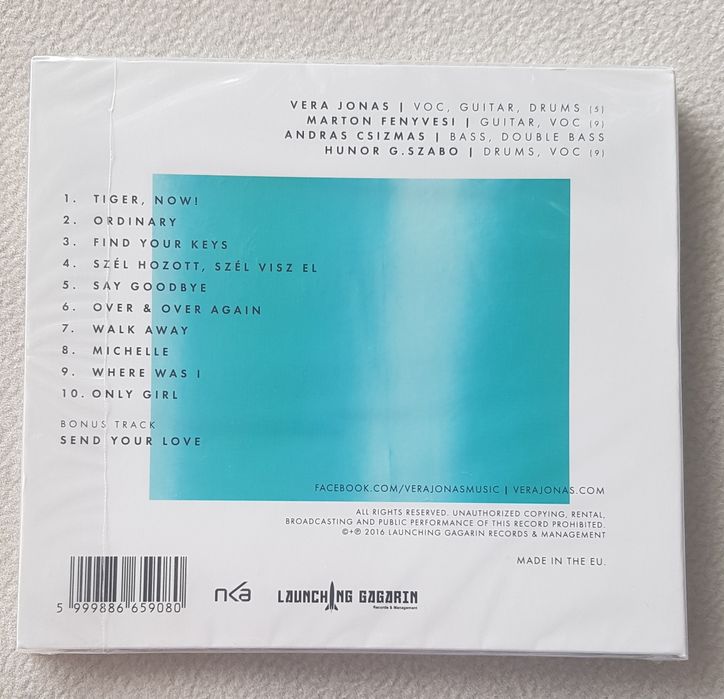 VERA JONAS | VOC, GUITAR, DRUMS (5)
MARTON FENYVESI | GUITAR, VOC (9)
ANDRAS CSIZMAS | BASS, DOUBLE BASS
HUNOR G.SZABO | DRUMS, VOC (9)
1. TIGER, NOW!
2. ORDINARY
3. FIND YOUR KEYS
4. SZÉL HOZOTT, SZÉL VISZ EL
5. SAY GOODBYE
6. OVER & OVER AGAIN
7. WALK AWAY
8. MICHELLE
9. WHERE WAS I
10. ONLY GIRL
BONUS TRACK
SEND YOUR LOVE
FACEBOOK.COM/VERAJONASMUSIC | VERAJONAS.COM
ALL RIGHTS RESERVED. UNAUTHORIZED COPYING, RENTAL,
BROADCASTING AND PUBLIC PERFORMANCE OF THIS RECORD PROHIBITED.
©+℗ 2016 LAUNCHING GAGARIN RECORDS & MANAGEMENT
MADE IN THE EU.
5 999886 659080
nka
LAUNCHING GAGARIN
Records & Management